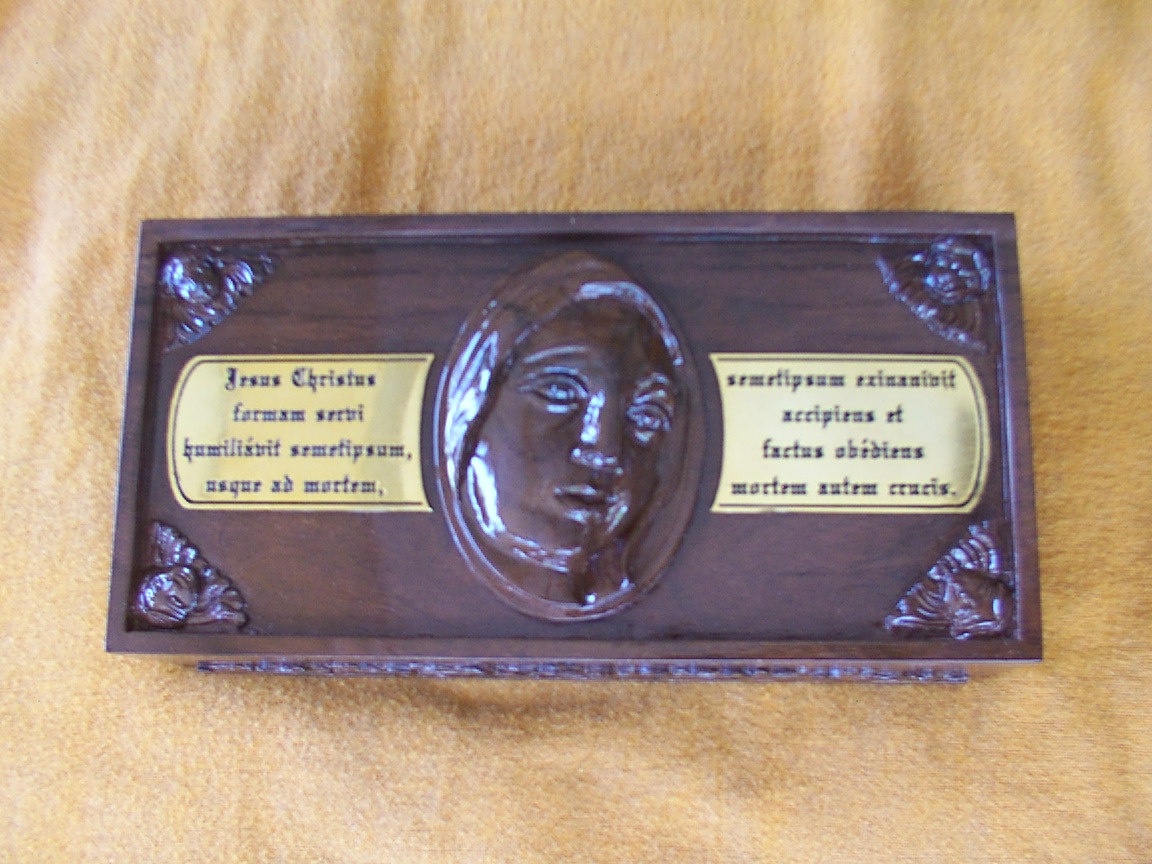 Jesus Christus
formam servi
humiliávit semetipsum,
usque ad mortem,
semetipsum exinanivit
accipiens et
factus obédiens
mortem autem crucis.